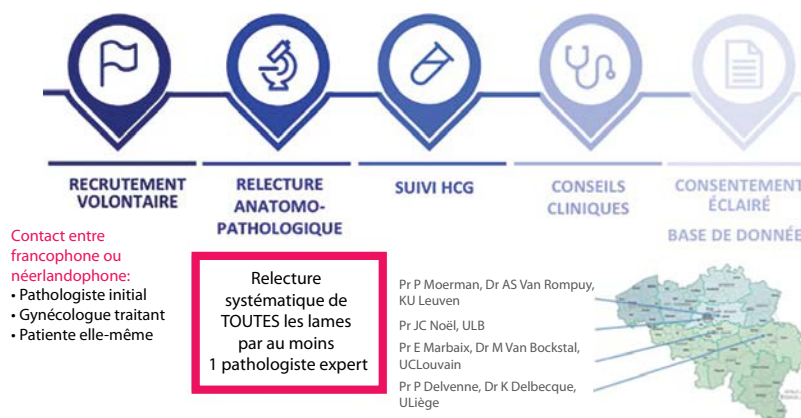 RECRUTEMENT
VOLONTAIRE
RELECTURE
ANATOMO-
PATHOLOGIQUE
SUIVI HCG
CONSEILS
CLINIQUES
CONSENTEMENT
ÉCLAIRÉ
BASE DE DONNÉE
Contact entre
francophone ou
néerlandophone:
• Pathologiste initial
• Gynécologue traitant
• Patiente elle-même
Relecture
systématique de
TOUTES les lames
par au moins
1 pathologiste expert
Pr P Moerman, Dr AS Van Rompuy,
KU Leuven
Pr JC Noël, ULB
Pr E Marbaix, Dr M Van Bockstal,
UCLouvain
Pr P Delvenne, Dr K Delbecque,
ULiège